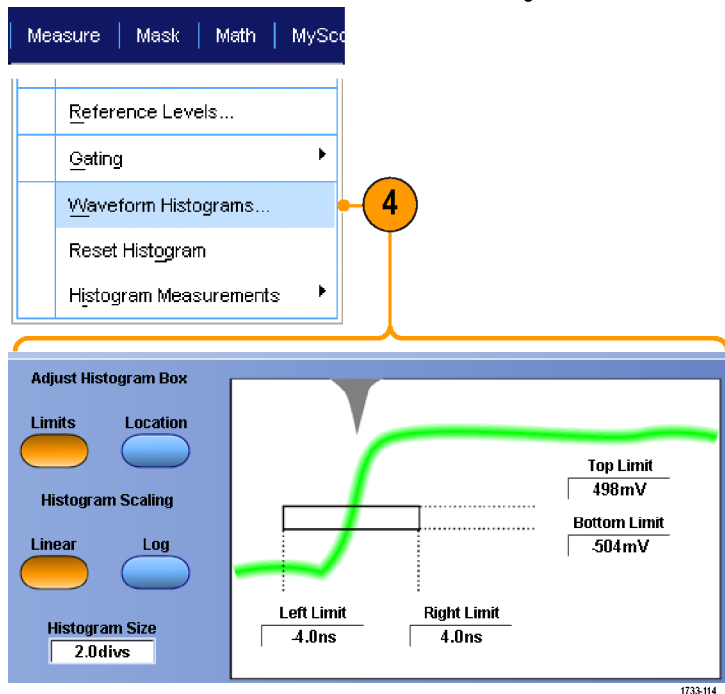 Measure | Mask | Math | MySco
Reference Levels...
Gating
Waveform Histograms...
4
Reset Histogram
Histogram Measurements
Adjust Histogram Box
Limits Location
Histogram Scaling
Linear Log
Histogram Size
2.0divs
Top Limit
498mV
Bottom Limit
-504mV
Left Limit Right Limit
-4.0ns 4.0ns
1733-114